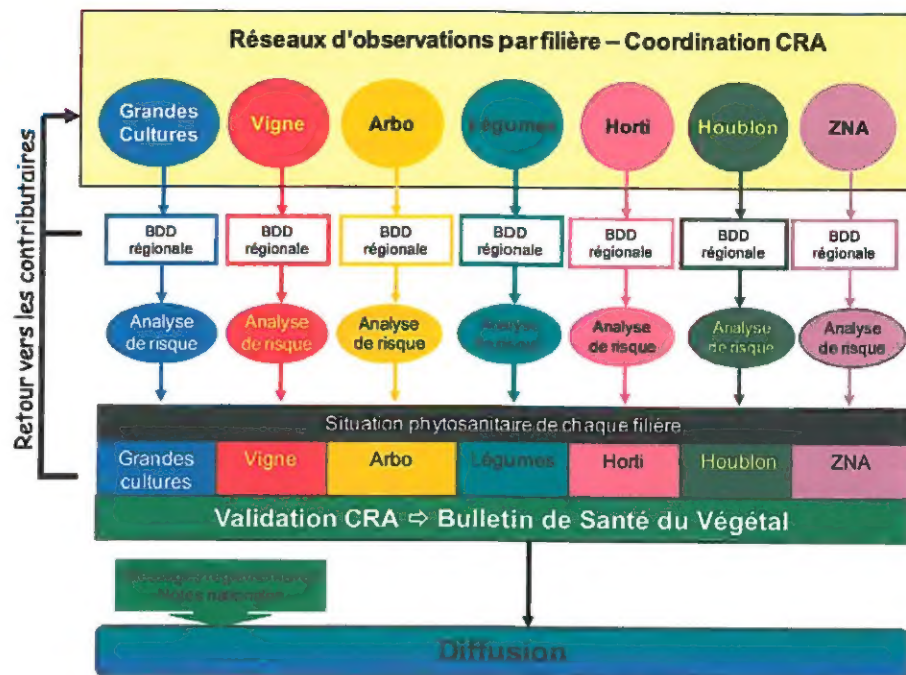 Réseaux d'observations par filière – Coordination CRA
Grandes
Cultures
Vigne
Arbo
Légumes
Horti
Houblon
ZNA
Retour vers les contributaires
BDD
régionale
BDD
régionale
BDD
régionale
BDD
régionale
BDD
régionale
BDD
régionale
BDD
régionale
Analyse
de risque
Analyse
de risque
Analyse
de risque
Analyse
de risque
Analyse
de risque
Analyse
de risque
Analyse
de risque
Situation phytosanitaire de chaque filière
Grandes
cultures
Vigne
Arbo
Légumes
Horti
Houblon
ZNA
Validation CRA ⇨ Bulletin de Santé du Végétal
Notes nationales
Diffusion